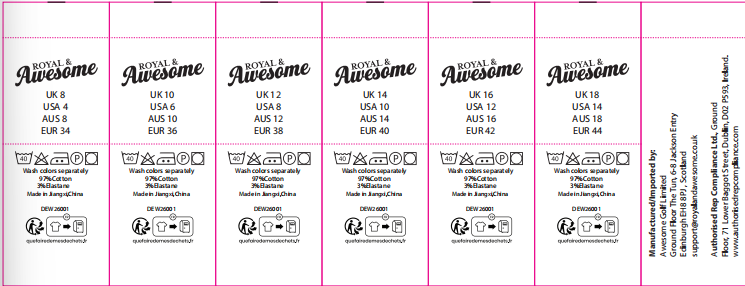 ROYAL &
Awesome
UK 8
USA 4
AUS 8
EUR 34
40
P
Wash colors separately
97%Cotton
3%Elastane
Made in Jiangxi,China
DEW26001
quefairedemesdechets.fr
ROYAL &
Awesome
UK 10
USA 6
AUS 10
EUR 36
40
P
Wash colors separately
97%Cotton
3%Elastane
Made in Jiangxi,China
DEW26001
quefairedemesdechets.fr
ROYAL &
Awesome
UK 12
USA 8
AUS 12
EUR 38
40
P
Wash colors separately
97%Cotton
3%Elastane
Made in Jiangxi,China
DEW26001
quefairedemesdechets.fr
ROYAL &
Awesome
UK 14
USA 10
AUS 14
EUR 40
40
P
Wash colors separately
97%Cotton
3%Elastane
Made in Jiangxi,China
DEW26001
quefairedemesdechets.fr
ROYAL &
Awesome
UK 16
USA 12
AUS 16
EUR 42
40
P
Wash colors separately
97%Cotton
3%Elastane
Made in Jiangxi,China
DEW26001
quefairedemesdechets.fr
ROYAL &
Awesome
UK 18
USA 14
AUS 18
EUR 44
40
P
Wash colors separately
97%Cotton
3%Elastane
Made in Jiangxi,China
DEW26001
quefairedemesdechets.fr
Manufactured/Imported by:
Awesome Golf Limited
Ground Floor The Tun, 6-8 Jackson Entry
Edinburgh EH8 8PJ, Scotland
support@royalandawesome.co.uk
Authorised Rep Compliance Ltd., Ground
Floor, 71 Lower Baggot Street, Dublin, D02 P593, Ireland.
www.authorisedrepcompliance.com